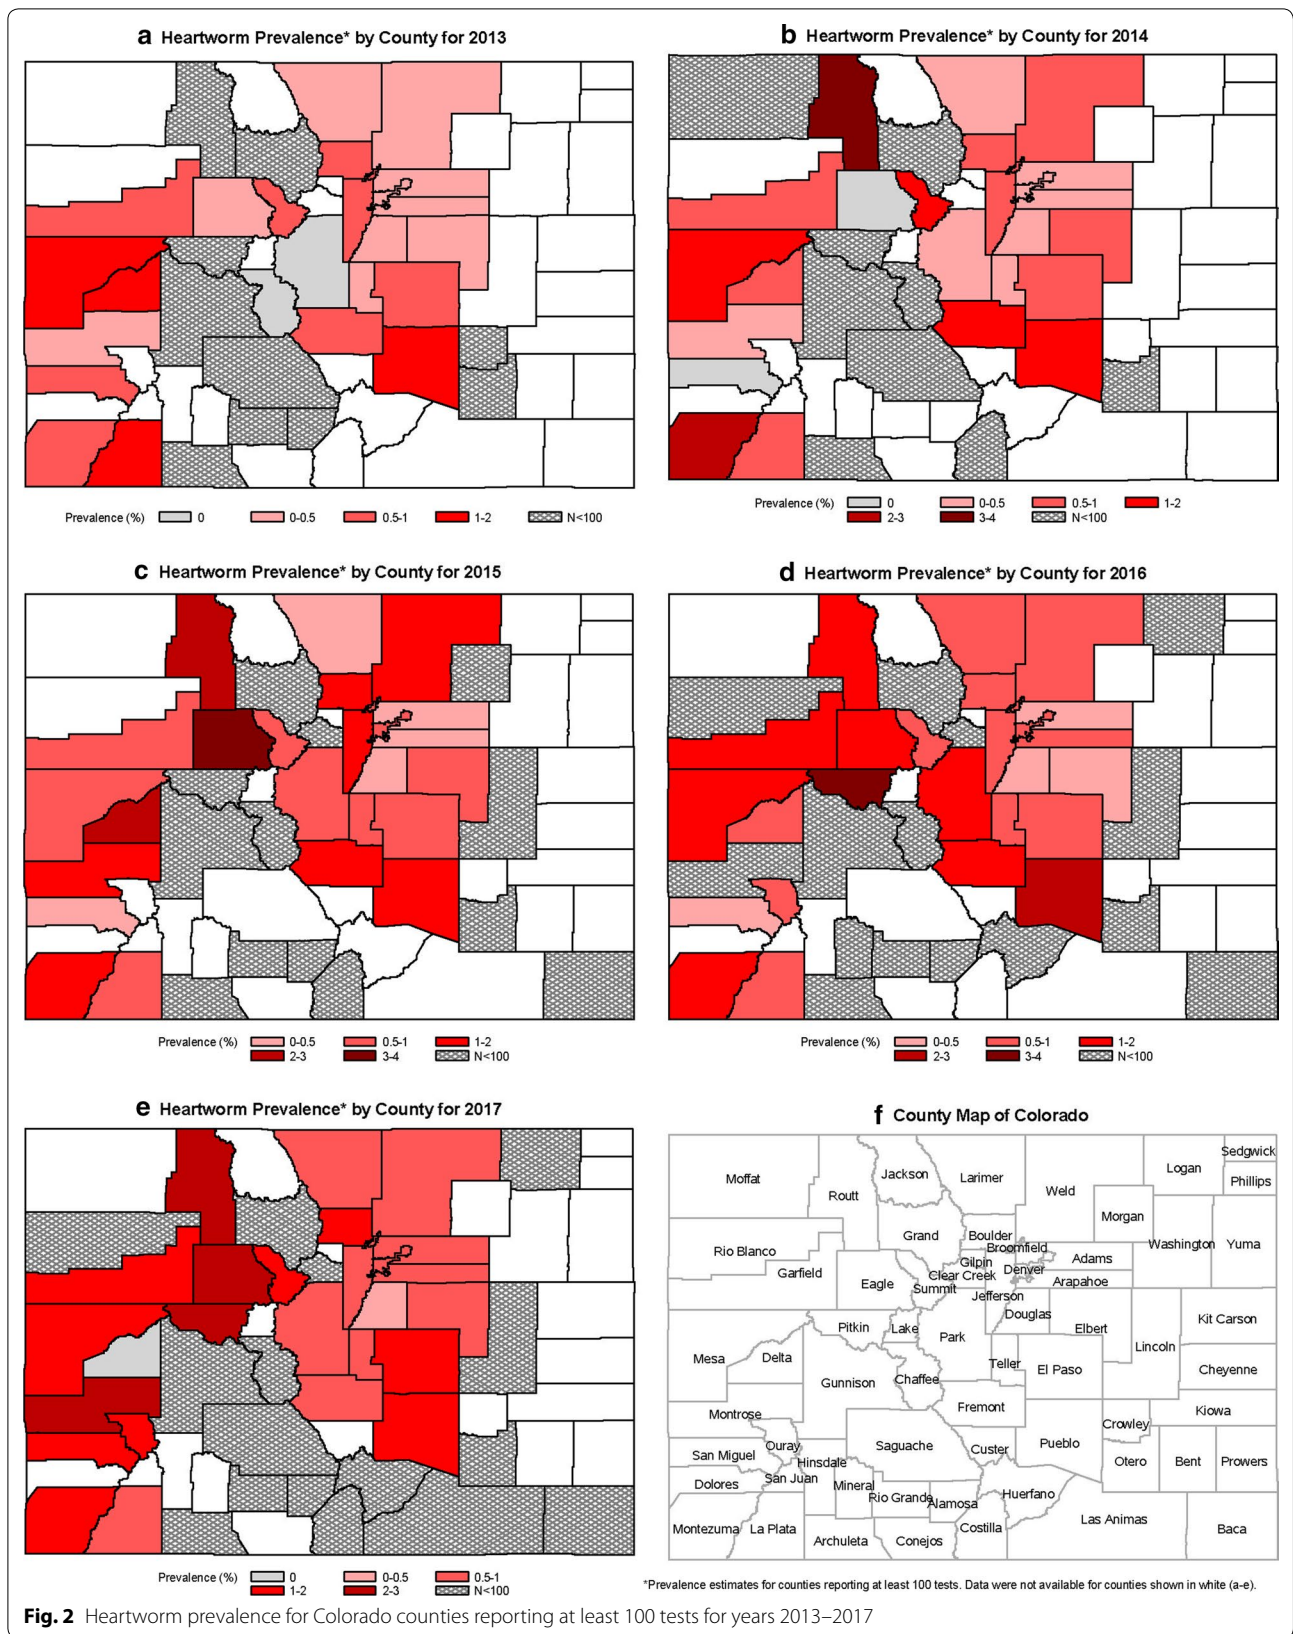 a Heartworm Prevalence* by County for 2013
Prevalence (%) 0 0-0.5 0.5-1 1-2 N<100
b Heartworm Prevalence* by County for 2014
Prevalence (%) 0 0-0.5 0.5-1 1-2
2-3 3-4 N<100
c Heartworm Prevalence* by County for 2015
Prevalence (%) 0-0.5 0.5-1 1-2
2-3 3-4 N<100
d Heartworm Prevalence* by County for 2016
Prevalence (%) 0-0.5 0.5-1 1-2
2-3 3-4 N<100
e Heartworm Prevalence* by County for 2017
Prevalence (%) 0 0-0.5 0.5-1
1-2 2-3 N<100
f County Map of Colorado
Sedgwick
Logan
Jackson
Moffat
Larimer
Phillips
Weld
Routt
Morgan
Grand
Boulder
Washington
Yuma
Broomfield
Rio Blanco
Adams
Gilpin
Garfield
Denver
Clear Creek
Arapahoe
Eagle
Summit
Jefferson
Douglas
Kit Carson
Pitkin
Lake
Elbert
Park
Lincoln
Mesa
Delta
Teller
El Paso
Cheyenne
Gunnison
Chaffee
Fremont
Montrose
Kiowa
Crowley
Ouray
Saguache
Pueblo
Custer
San Miguel
Hinsdale
Otero
Bent
Prowers
San Juan
Dolores
Mineral
Huerfano
Rio Grande
Alamosa
Las Animas
Montezuma
La Plata
Costilla
Baca
Archuleta
Conejos
*Prevalence estimates for counties reporting at least 100 tests. Data were not available for counties shown in white (a-e).
Fig. 2 Heartworm prevalence for Colorado counties reporting at least 100 tests for years 2013–2017